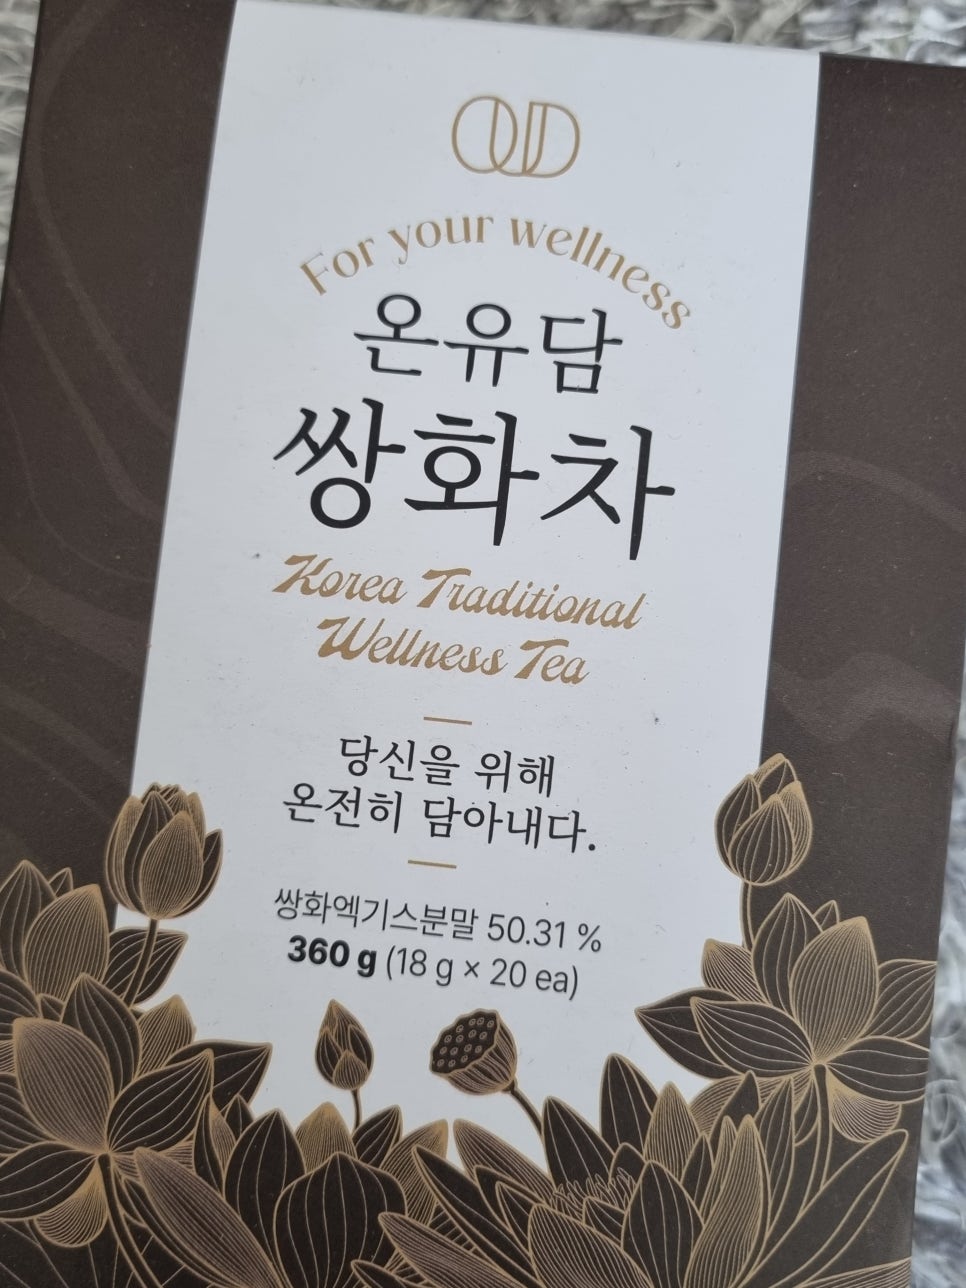 For your wellness
온유담
쌍화차
Korea Traditional
Wellness Tea
당신을 위해
온전히 담아내다.
쌍화엑기스분말 50.31 %
360 g (18 g × 20 ea)